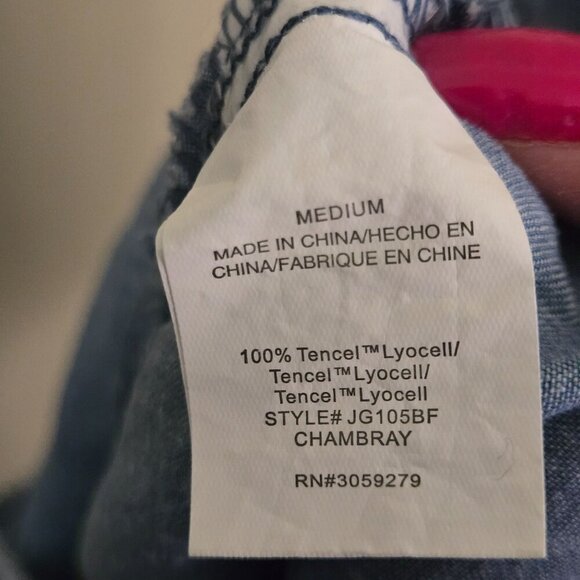 MEDIUM
MADE IN CHINA/HECHO EN
CHINA/FABRIQUE EN CHINE
100% Tencel™Lyocell/
Tencel™Lyocell/
Tencel™Lyocell
STYLE# JG105BF
CHAMBRAY
RN#3059279